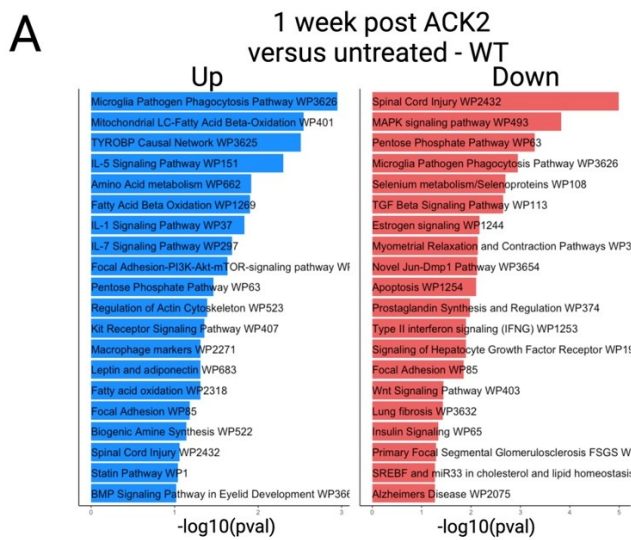 A
1 week post ACK2
versus untreated - WT
Up
Microglia Pathogen Phagocytosis Pathway WP3626
Mitochondrial LC-Fatty Acid Beta-Oxidation WP401
TYROBP Causal Network WP3625
IL-5 Signaling Pathway WP151
Amino Acid metabolism WP662
Fatty Acid Beta Oxidation WP1269
IL-1 Signaling Pathway WP37
IL-7 Signaling Pathway WP297
Focal Adhesion-PI3K-Akt-mTOR-signaling pathway WP
Pentose Phosphate Pathway WP63
Regulation of Actin Cytoskeleton WP523
Kit Receptor Signaling Pathway WP407
Macrophage markers WP2271
Leptin and adiponectin WP683
Fatty acid oxidation WP2318
Focal Adhesion WP85
Biogenic Amine Synthesis WP522
Spinal Cord Injury WP2432
Statin Pathway WP1
BMP Signaling Pathway in Eyelid Development WP366
0 1 2 3
-log10(pval)
Down
Spinal Cord Injury WP2432
MAPK signaling pathway WP493
Pentose Phosphate Pathway WP63
Microglia Pathogen Phagocytosis Pathway WP3626
Selenium metabolism/Selenoproteins WP108
TGF Beta Signaling Pathway WP113
Estrogen signaling WP1244
Myometrial Relaxation and Contraction Pathways WP3
Novel Jun-Dmp1 Pathway WP3654
Apoptosis WP1254
Prostaglandin Synthesis and Regulation WP374
Type II interferon signaling (IFNG) WP1253
Signaling of Hepatocyte Growth Factor Receptor WP19
Focal Adhesion WP85
Wnt Signaling Pathway WP403
Lung fibrosis WP3632
Insulin Signaling WP65
Primary Focal Segmental Glomerulosclerosis FSGS W
SREBF and miR33 in cholesterol and lipid homeostasis
Alzheimers Disease WP2075
0 1 2 3 4 5
-log10(pval)